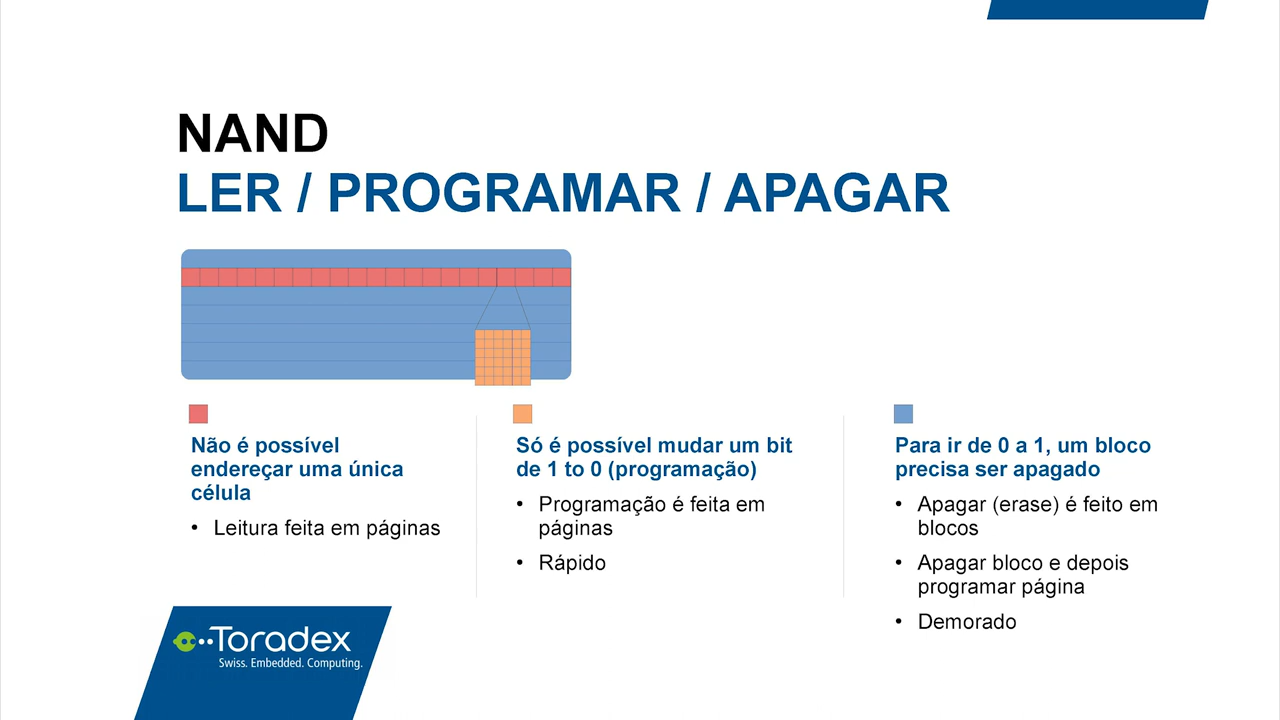 NAND
LER / PROGRAMAR / APAGAR
Não é possível
endereçar uma única
célula
• Leitura feita em páginas
Só é possível mudar um bit
de 1 to 0 (programação)
• Programação é feita em
páginas
• Rápido
Para ir de 0 a 1, um bloco
precisa ser apagado
• Apagar (erase) é feito em
blocos
• Apagar bloco e depois
programar página
• Demorado
Toradex
Swiss. Embedded. Computing.